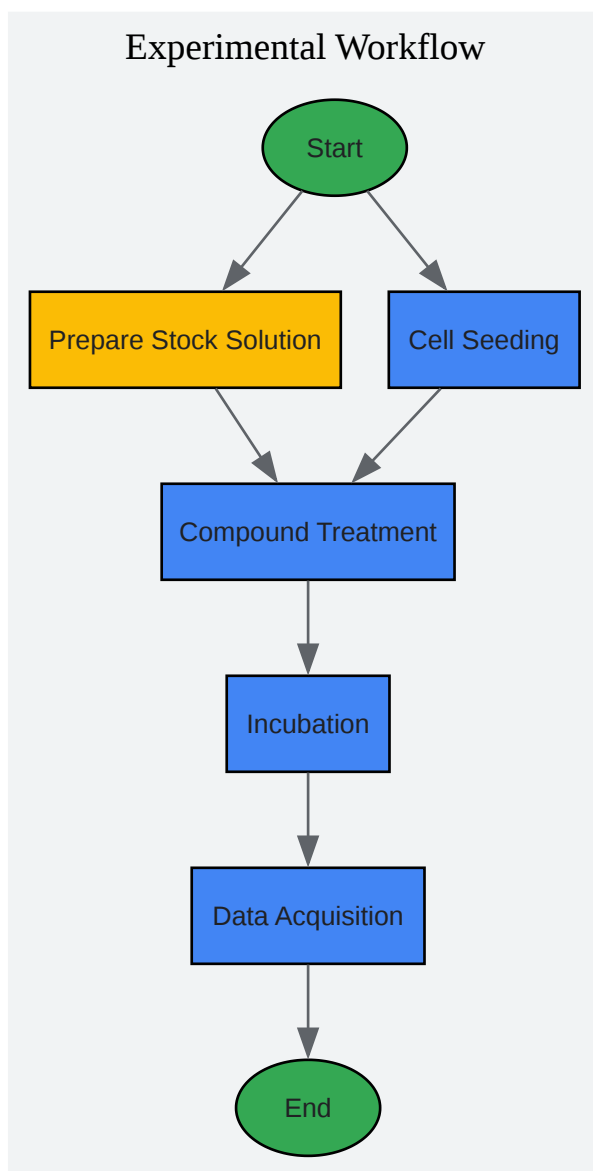 Experimental Workflow
Start
Prepare Stock Solution
Cell Seeding
Compound Treatment
Incubation
Data Acquisition
End